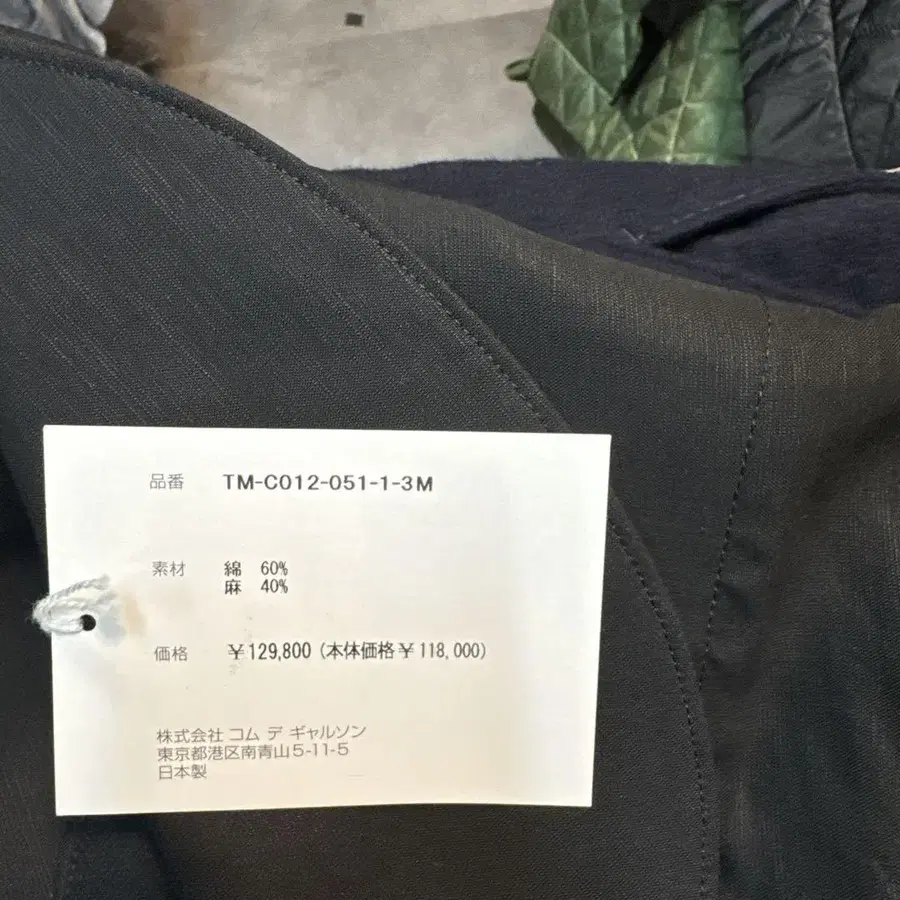 品番 TM-C012-051-1-3M
素材 綿 60%
麻 40%
価格 ￥129,800 (本体価格￥118,000)
株式会社 コム デ ギャルソン
東京都港区南青山5-11-5
日本製